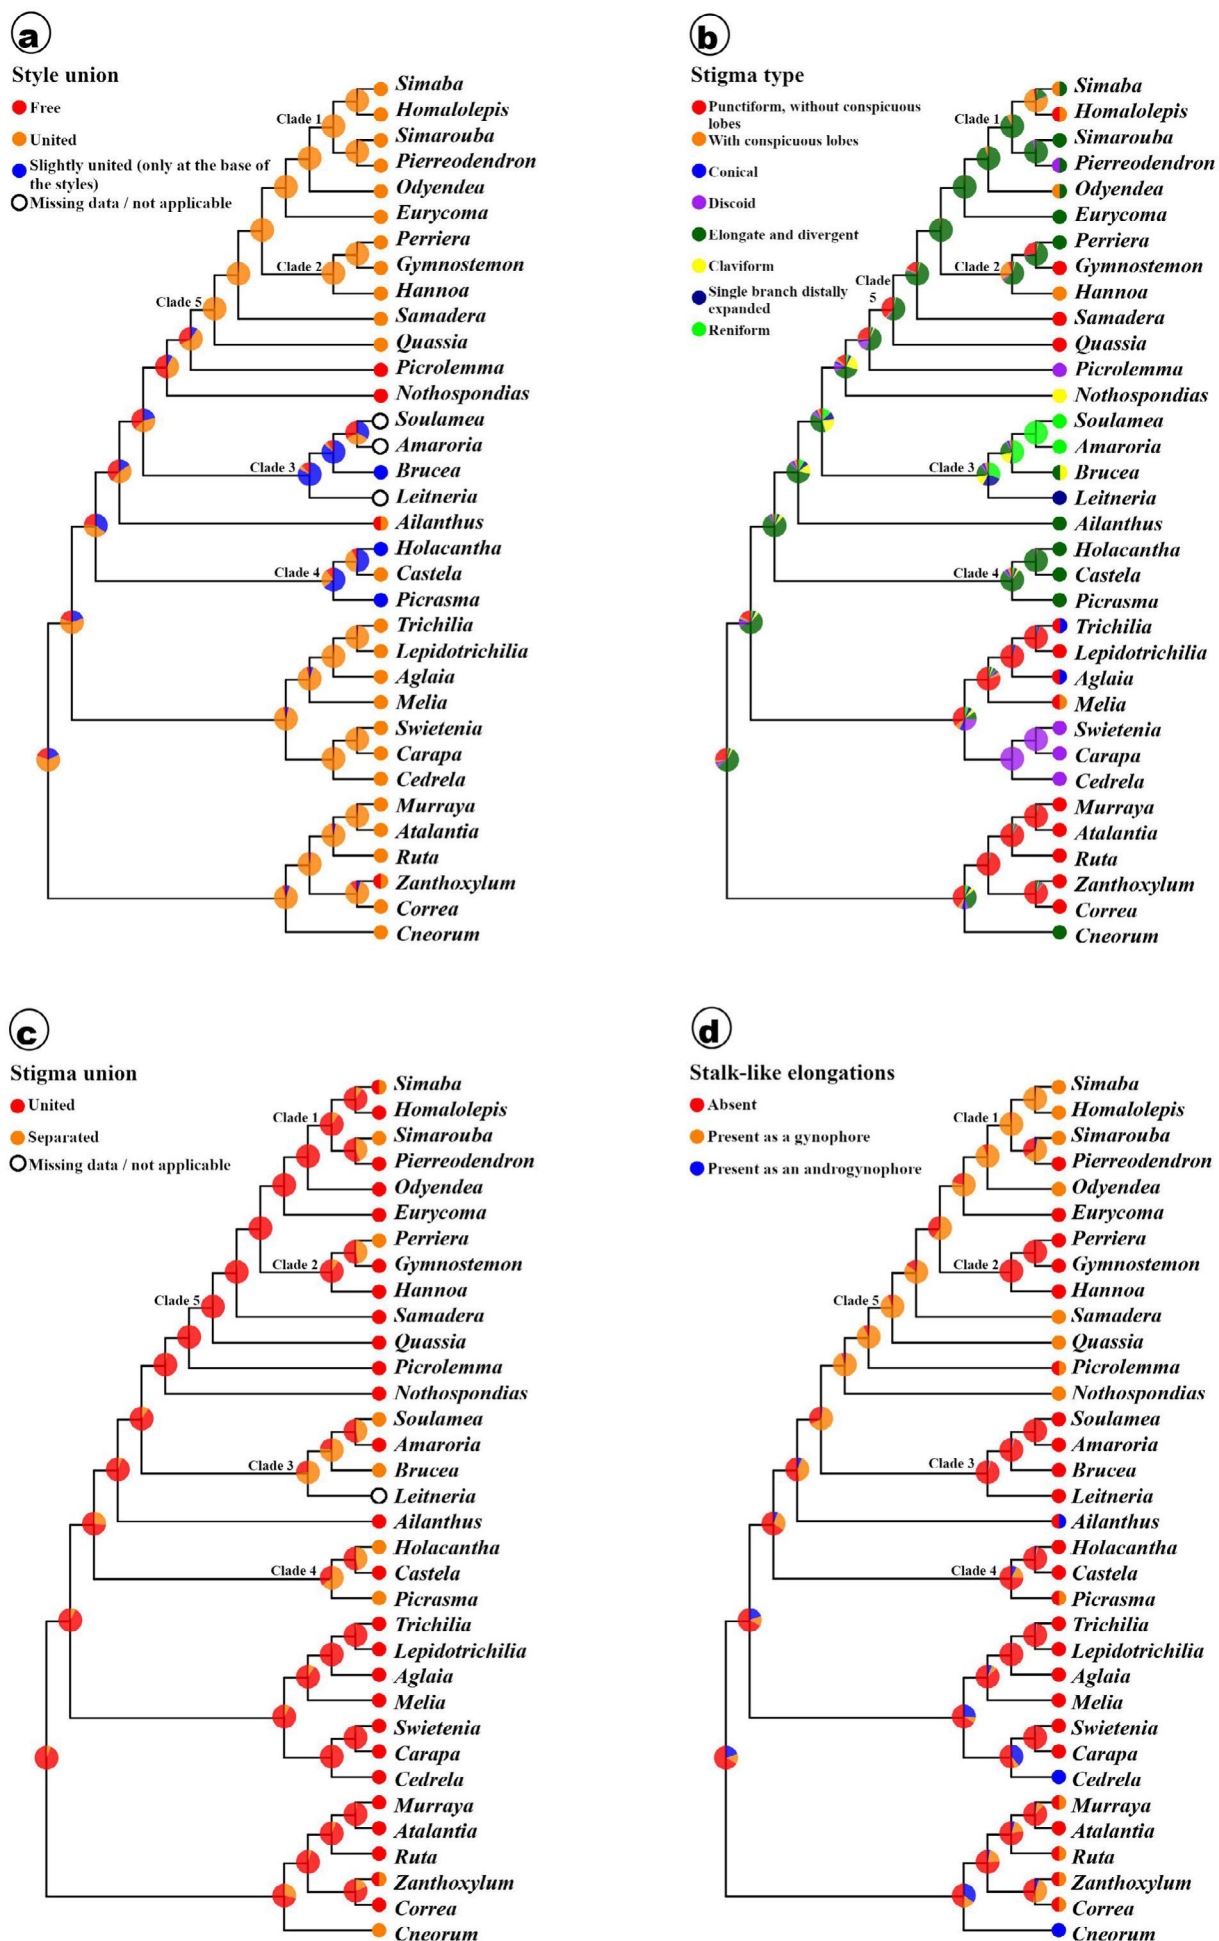 a
Style union
Free
United
Slightly united (only at the base of
the styles)
Missing data / not applicable
Clade 1
Clade 2
Clade 5
Clade 3
Clade 4
Simaba
Homalolepis
Simarouba
Pierreodendron
Odyendea
Eurycoma
Perriera
Gymnostemon
Hannoa
Samadera
Quassia
Picrolemma
Nothospondias
Soulamea
Amaroria
Brucea
Leitneria
Ailanthus
Holacantha
Castela
Picrasma
Trichilia
Lepidotrichilia
Aglaia
Melia
Swietenia
Carapa
Cedrela
Murraya
Atalantia
Ruta
Zanthoxylum
Correa
Cneorum
b
Stigma type
Punctiform, without conspicuous
lobes
With conspicuous lobes
Conical
Discoid
Elongate and divergent
Claviform
Single branch distally
expanded
Reniform
Clade 1
Clade 2
Clade
5
Clade 3
Clade 4
Simaba
Homalolepis
Simarouba
Pierreodendron
Odyendea
Eurycoma
Perriera
Gymnostemon
Hannoa
Samadera
Quassia
Picrolemma
Nothospondias
Soulamea
Amaroria
Brucea
Leitneria
Ailanthus
Holacantha
Castela
Picrasma
Trichilia
Lepidotrichilia
Aglaia
Melia
Swietenia
Carapa
Cedrela
Murraya
Atalantia
Ruta
Zanthoxylum
Correa
Cneorum
c
Stigma union
United
Separated
Missing data / not applicable
Clade 1
Clade 2
Clade 5
Clade 3
Clade 4
Simaba
Homalolepis
Simarouba
Pierreodendron
Odyendea
Eurycoma
Perriera
Gymnostemon
Hannoa
Samadera
Quassia
Picrolemma
Nothospondias
Soulamea
Amaroria
Brucea
Leitneria
Ailanthus
Holacantha
Castela
Picrasma
Trichilia
Lepidotrichilia
Aglaia
Melia
Swietenia
Carapa
Cedrela
Murraya
Atalantia
Ruta
Zanthoxylum
Correa
Cneorum
d
Stalk-like elongations
Absent
Present as a gynophore
Present as an androgynophore
Clade 1
Clade 2
Clade 5
Clade 3
Clade 4
Simaba
Homalolepis
Simarouba
Pierreodendron
Odyendea
Eurycoma
Perriera
Gymnostemon
Hannoa
Samadera
Quassia
Picrolemma
Nothospondias
Soulamea
Amaroria
Brucea
Leitneria
Ailanthus
Holacantha
Castela
Picrasma
Trichilia
Lepidotrichilia
Aglaia
Melia
Swietenia
Carapa
Cedrela
Murraya
Atalantia
Ruta
Zanthoxylum
Correa
Cneorum